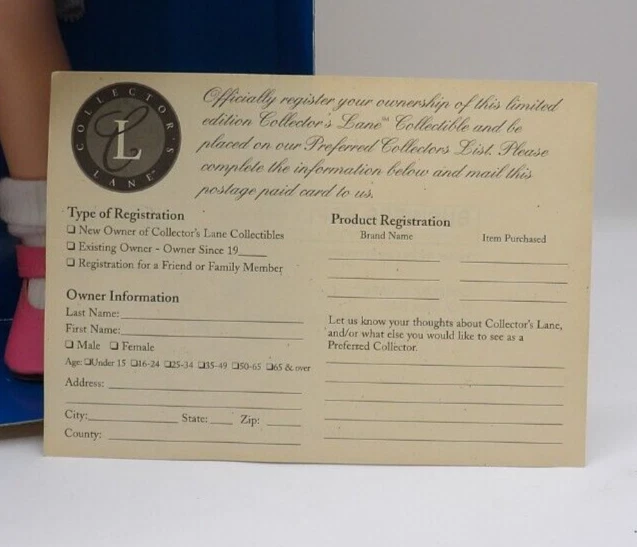 COLLECTOR'S
CL
LANE
Officially register your ownership of this limited
edition Collector's Lane™ Collectible and be
placed on our Preferred Collectors List. Please
complete the information below and mail this
postage paid card to us.
Type of Registration
❏ New Owner of Collector's Lane Collectibles
❏ Existing Owner - Owner Since 19____
❏ Registration for a Friend or Family Member
Owner Information
Last Name:
First Name:
❏ Male ❏ Female
Age: ❏Under 15 ❏16-24 ❏25-34 ❏35-49 ❏50-65 ❏65 & over
Address:
City: State: Zip:
County:
Product Registration
Brand Name Item Purchased
Let us know your thoughts about Collector's Lane,
and/or what else you would like to see as a
Preferred Collector.